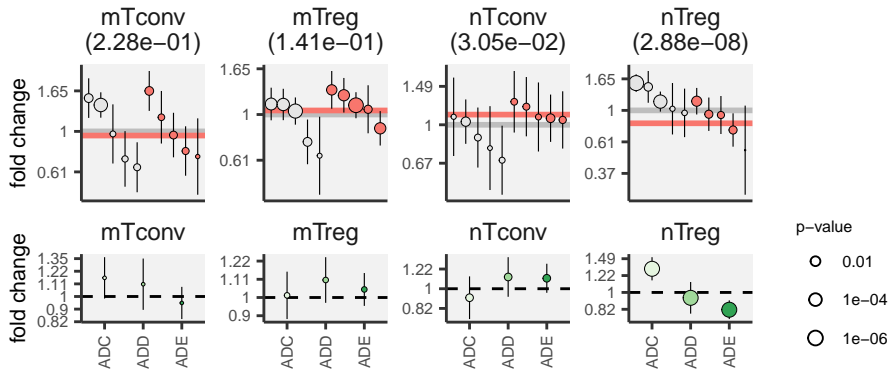 mTconv
(2.28e−01)
mTreg
(1.41e−01)
nTconv
(3.05e−02)
nTreg
(2.88e−08)
fold change
1.65
1
0.61
1.65
1
0.61
1.49
1
0.67
1.65
1
0.61
0.37
mTconv
mTreg
nTconv
nTreg
fold change
1.35
1.22
1.11
1
0.9
0.82
1.22
1.11
1
0.9
1.22
1
0.82
1.49
1.22
1
0.82
ADC
ADD
ADE
ADC
ADD
ADE
ADC
ADD
ADE
ADC
ADD
ADE
p−value
0.01
1e−04
1e−06